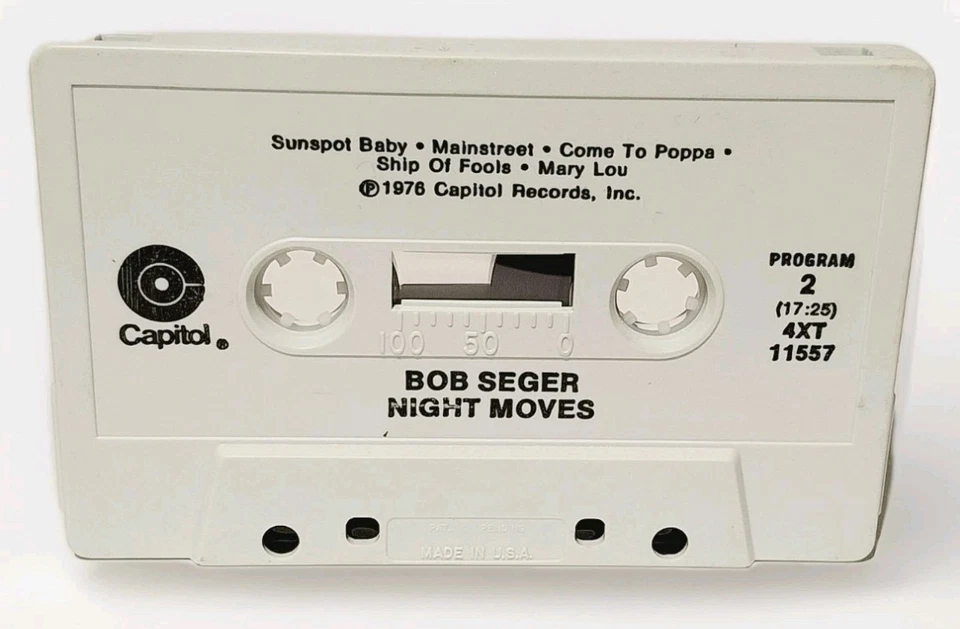 Sunspot Baby • Mainstreet • Come To Poppa •
Ship Of Fools • Mary Lou
Ⓟ1976 Capitol Records, Inc.
Capitol®
PROGRAM
2
(17:25)
4XT
11557
100 50 0
BOB SEGER
NIGHT MOVES
MADE IN U.S.A.